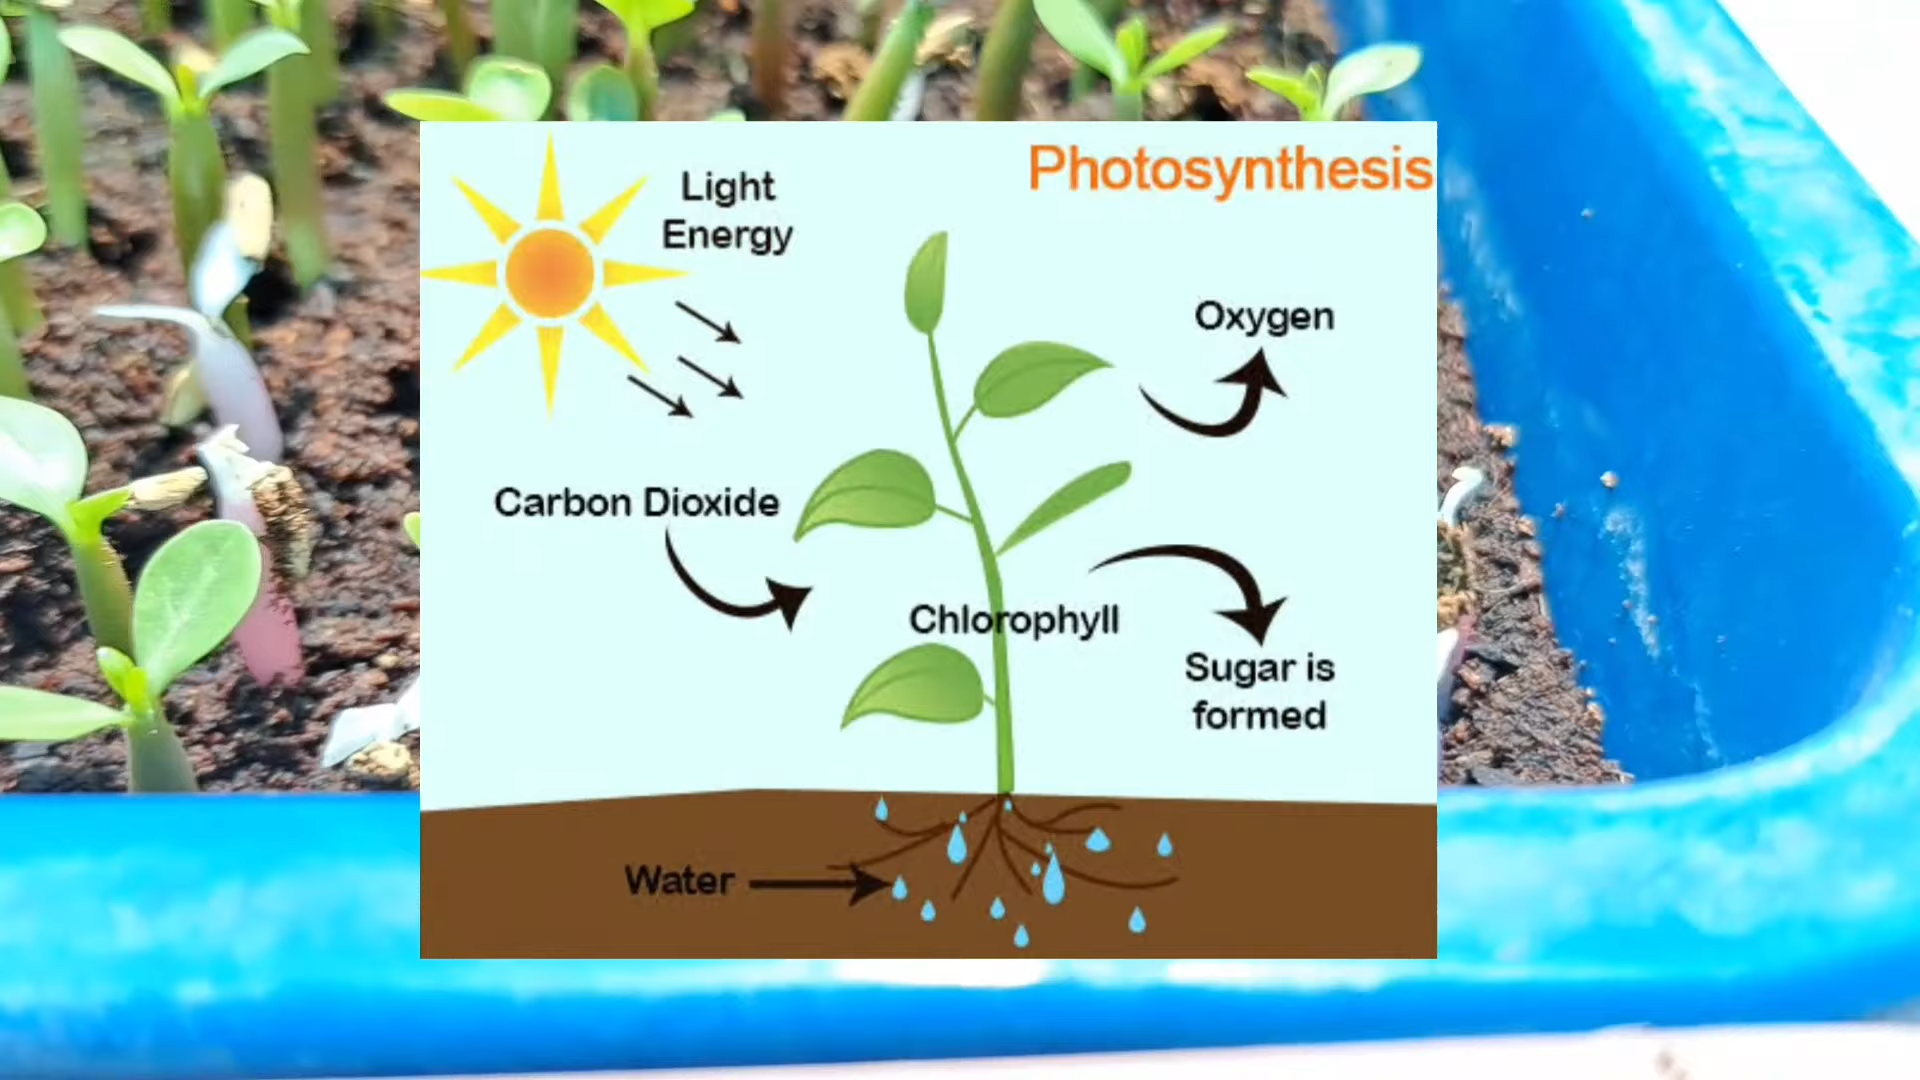 Photosynthesis
Light
Energy
Oxygen
Carbon Dioxide
Chlorophyll
Sugar is
formed
Water